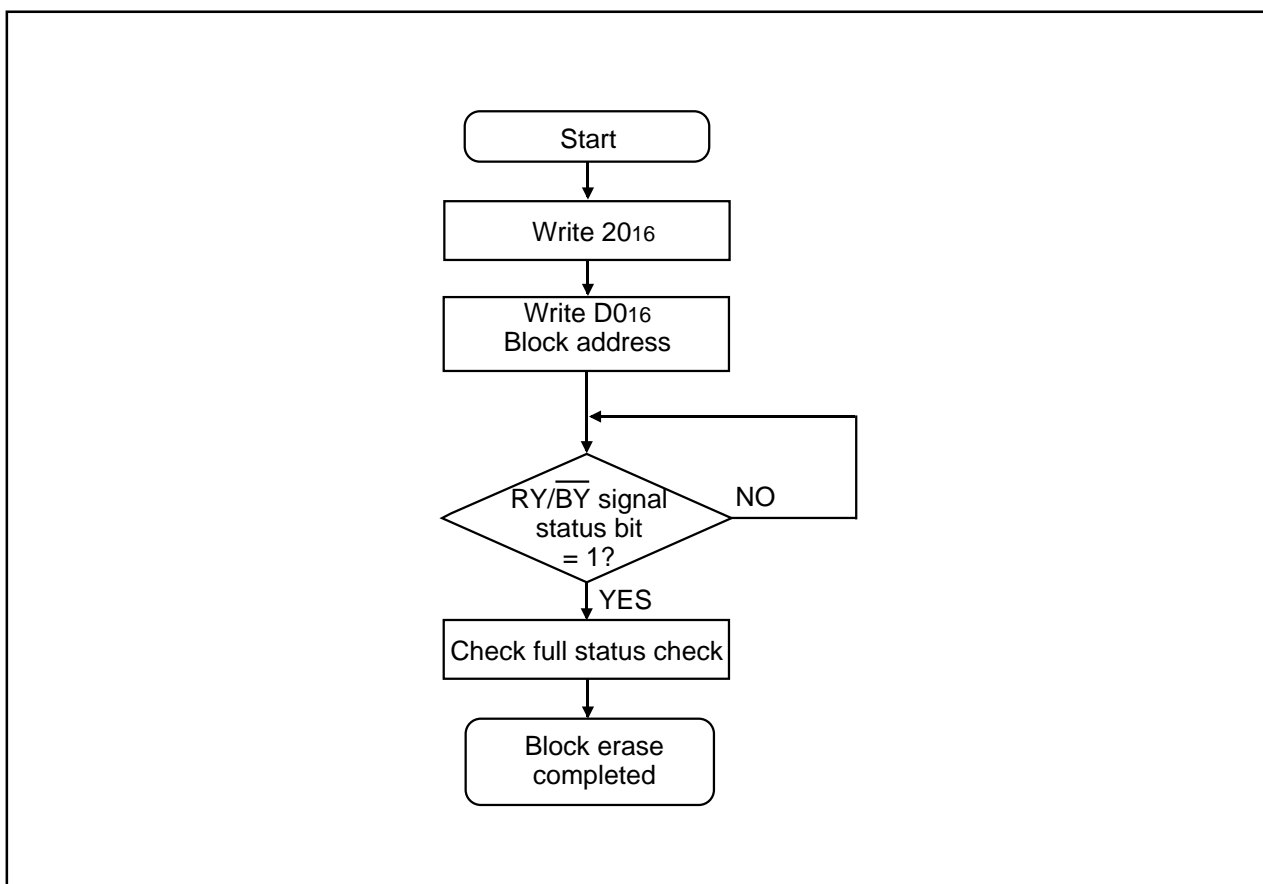 Start
Write 20₁₆
Write D0₁₆
Block address
RY/B̅Y̅ signal
status bit
= 1?
NO
YES
Check full status check
Block erase
completed